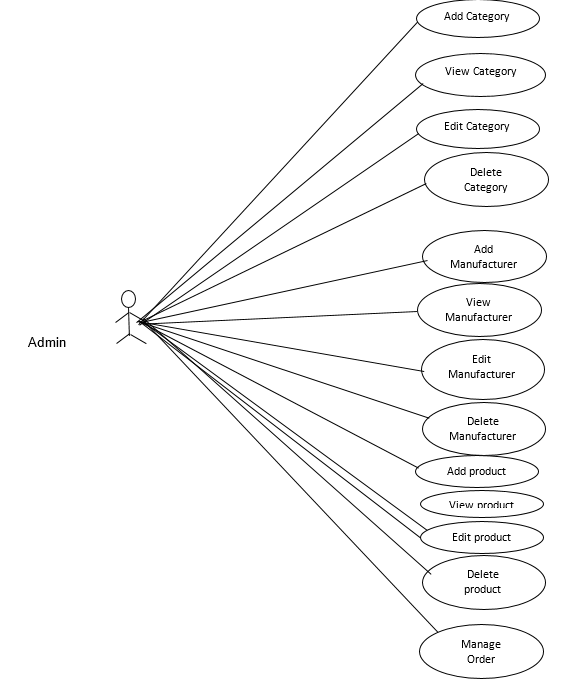 Add Category
View Category
Edit Category
Delete
Category
Add
Manufacturer
View
Manufacturer
Admin
Edit
Manufacturer
Delete
Manufacturer
Add product
View product
Edit product
Delete
product
Manage
Order